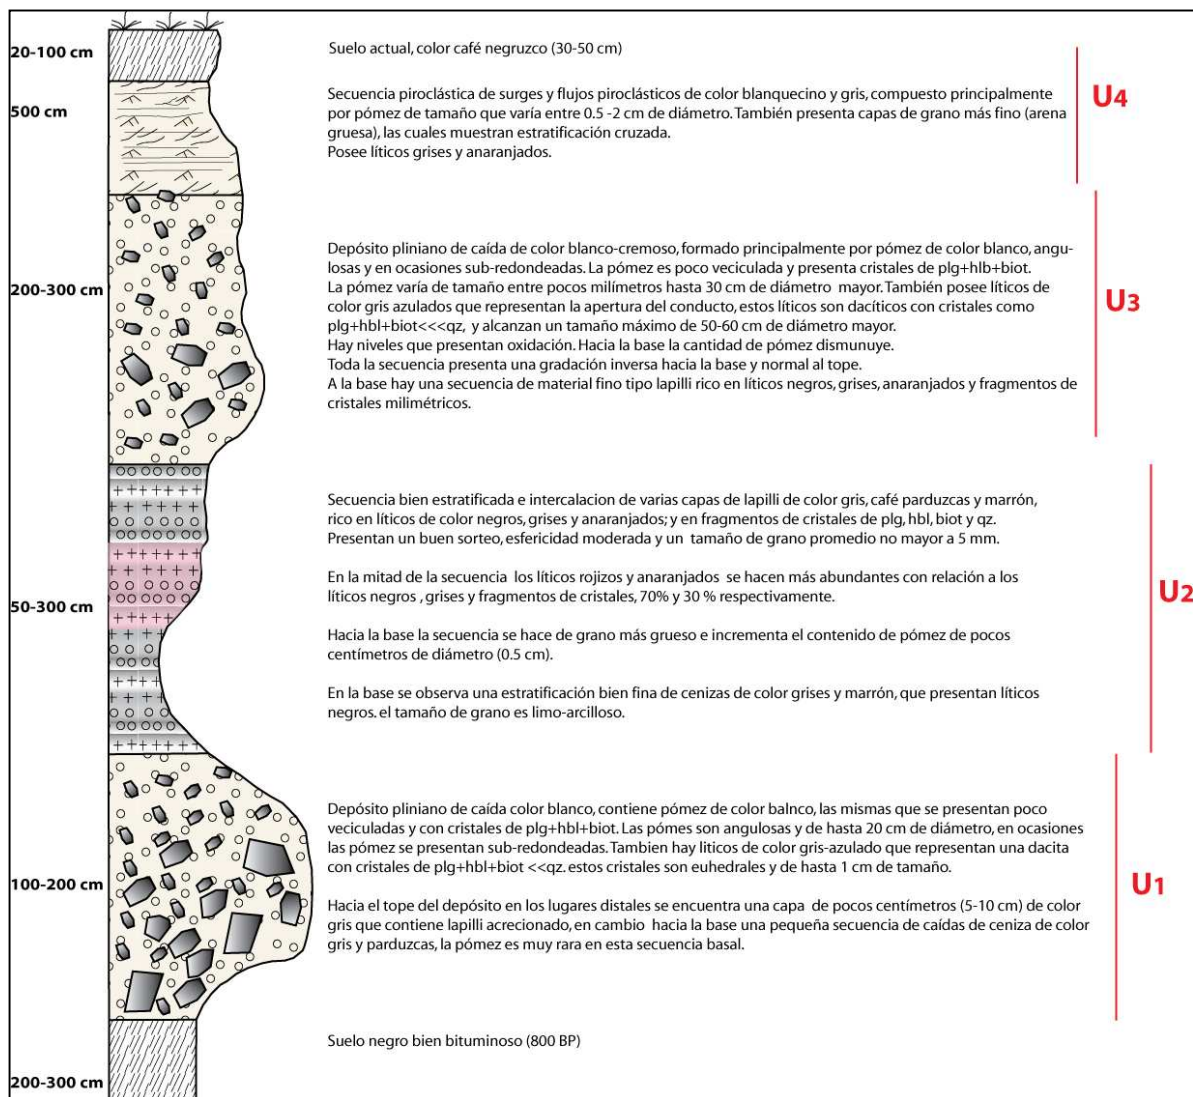 20-100 cm
Suelo actual, color café negruzco (30-50 cm)
500 cm
Secuencia piroclástica de surges y flujos piroclásticos de color blanquecino y gris, compuesto principalmente
por pómez de tamaño que varía entre 0.5 -2 cm de diámetro. También presenta capas de grano más fino (arena
gruesa), las cuales muestran estratificación cruzada.
Posee líticos grises y anaranjados.
U4
200-300 cm
Depósito pliniano de caída de color blanco-cremoso, formado principalmente por pómez de color blanco, angu-
losas y en ocasiones sub-redondeadas. La pómez es poco veciculada y presenta cristales de plg+hlb+biot.
La pómez varía de tamaño entre pocos milímetros hasta 30 cm de diámetro mayor. También posee líticos de
color gris azulados que representan la apertura del conducto, estos líticos son dacíticos con cristales como
plg+hbl+biot<<<qz, y alcanzan un tamaño máximo de 50-60 cm de diámetro mayor.
Hay niveles que presentan oxidación. Hacia la base la cantidad de pómez dismunuye.
Toda la secuencia presenta una gradación inversa hacia la base y normal al tope.
A la base hay una secuencia de material fino tipo lapilli rico en líticos negros, grises, anaranjados y fragmentos de
cristales milimétricos.
U3
50-300 cm
Secuencia bien estratificada e intercalacion de varias capas de lapilli de color gris, café parduzcas y marrón,
rico en líticos de color negros, grises y anaranjados; y en fragmentos de cristales de plg, hbl, biot y qz.
Presentan un buen sorteo, esfericidad moderada y un tamaño de grano promedio no mayor a 5 mm.
En la mitad de la secuencia los líticos rojizos y anaranjados se hacen más abundantes con relación a los
líticos negros , grises y fragmentos de cristales, 70% y 30 % respectivamente.
Hacia la base la secuencia se hace de grano más grueso e incrementa el contenido de pómez de pocos
centímetros de diámetro (0.5 cm).
En la base se observa una estratificación bien fina de cenizas de color grises y marrón, que presentan líticos
negros. el tamaño de grano es limo-arcilloso.
U2
100-200 cm
Depósito pliniano de caída color blanco, contiene pómez de color balnco, las mismas que se presentan poco
veciculadas y con cristales de plg+hbl+biot. Las pómes son angulosas y de hasta 20 cm de diámetro, en ocasiones
las pómez se presentan sub-redondeadas. Tambien hay liticos de color gris-azulado que representan una dacita
con cristales de plg+hbl+biot <<qz. estos cristales son euhedrales y de hasta 1 cm de tamaño.
Hacia el tope del depósito en los lugares distales se encuentra una capa de pocos centímetros (5-10 cm) de color
gris que contiene lapilli acrecionado, en cambio hacia la base una pequeña secuencia de caídas de ceniza de color
gris y parduzcas, la pómez es muy rara en esta secuencia basal.
U1
Suelo negro bien bituminoso (800 BP)
200-300 cm